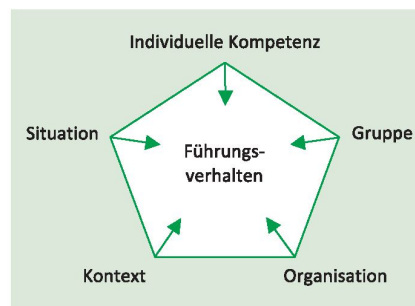 Individuelle Kompetenz
Situation
Gruppe
Führungs-
verhalten
Kontext
Organisation